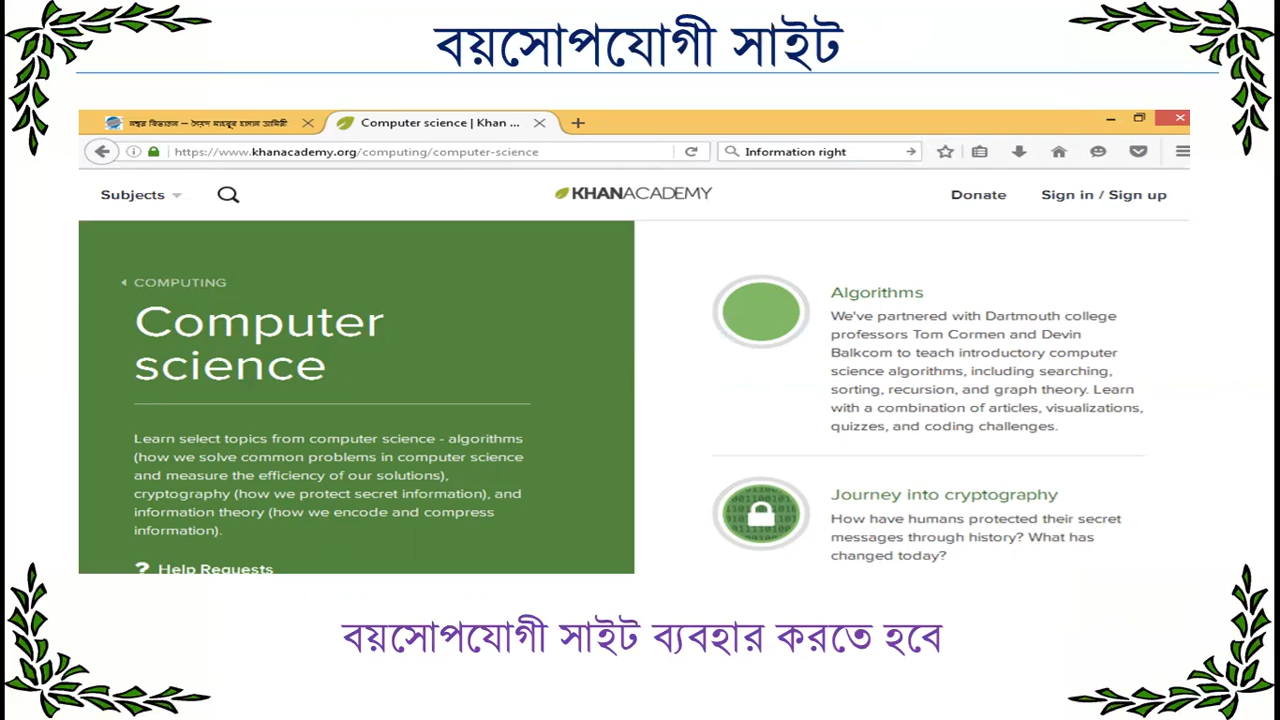 বয়সোপযোগী সাইট
নম্বর বিভাজন – সৈয়দ মাহবুব হাসান আমিরী
Computer science | Khan ...
https://www.khanacademy.org/computing/computer-science
Information right
Subjects
KHANACADEMY
Donate
Sign in / Sign up
COMPUTING
Computer
science
Learn select topics from computer science - algorithms
(how we solve common problems in computer science
and measure the efficiency of our solutions),
cryptography (how we protect secret information), and
information theory (how we encode and compress
information).
? Help Requests
Algorithms
We've partnered with Dartmouth college
professors Tom Cormen and Devin
Balkcom to teach introductory computer
science algorithms, including searching,
sorting, recursion, and graph theory. Learn
with a combination of articles, visualizations,
quizzes, and coding challenges.
Journey into cryptography
How have humans protected their secret
messages through history? What has
changed today?
বয়সোপযোগী সাইট ব্যবহার করতে হবে